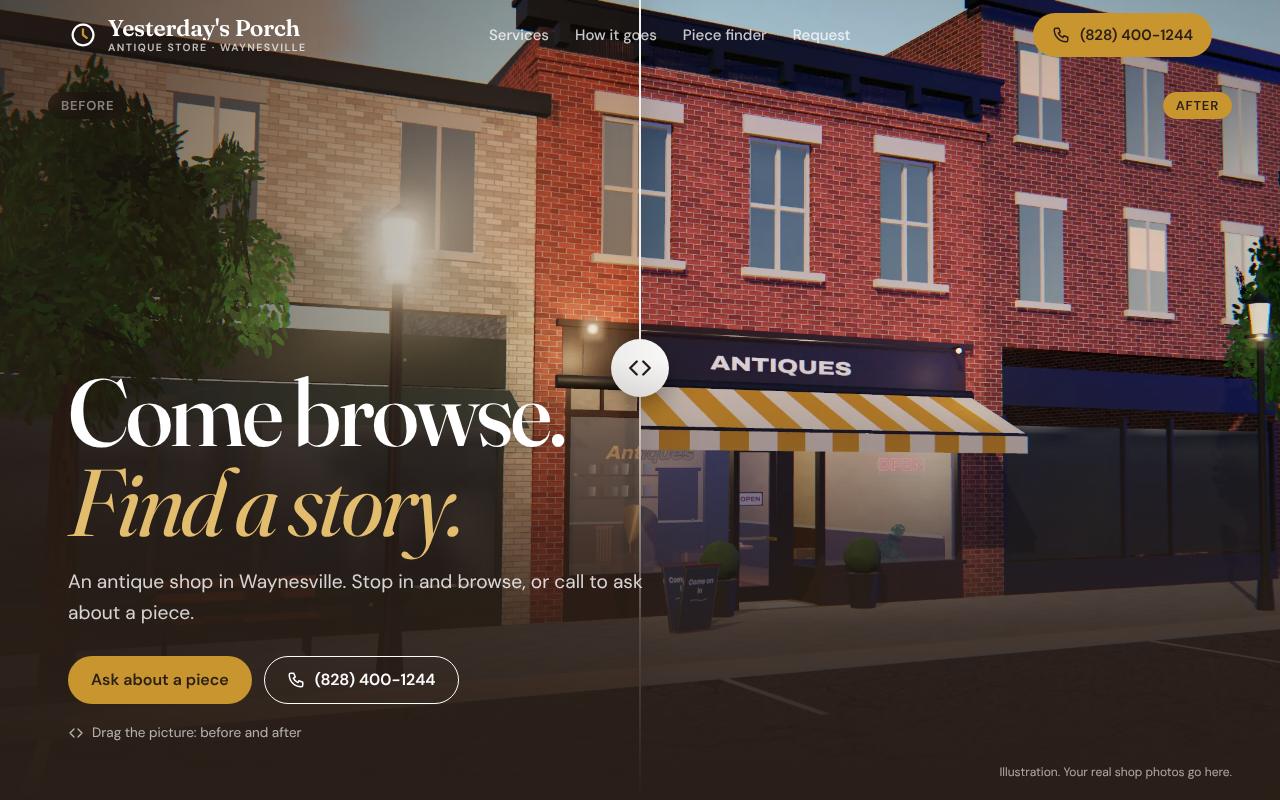 Yesterday's Porch
ANTIQUE STORE · WAYNESVILLE
Services
How it goes
Piece finder
Request
(828) 400-1244
BEFORE
AFTER
ANTIQUES
Antiques
OPEN
OPEN
Come on in
Come browse.
Find a story.
An antique shop in Waynesville. Stop in and browse, or call to ask
about a piece.
Ask about a piece
(828) 400-1244
Drag the picture: before and after
Illustration. Your real shop photos go here.